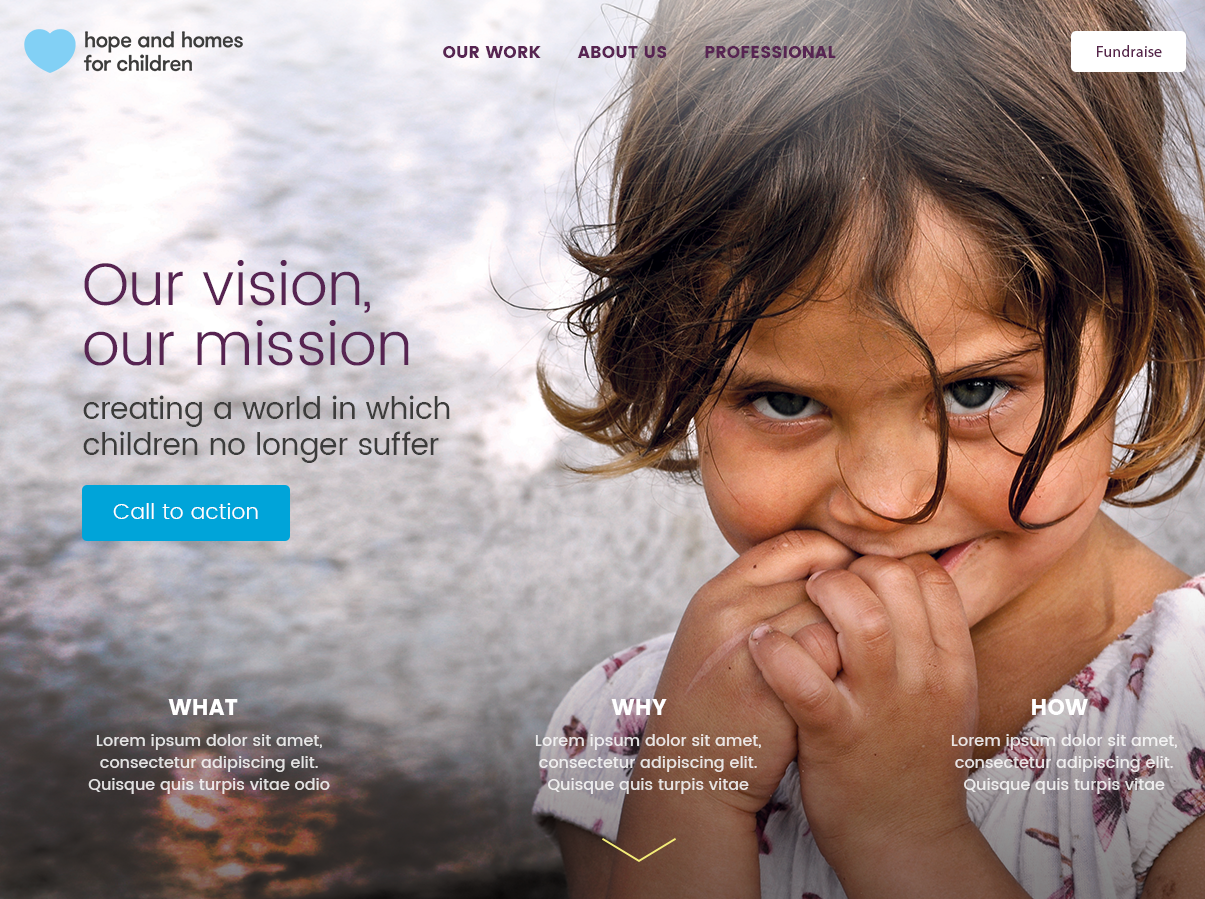 hope and homes
for children
OUR WORK
ABOUT US
PROFESSIONAL
Fundraise
Our vision,
our mission
creating a world in which
children no longer suffer
Call to action
WHAT
Lorem ipsum dolor sit amet,
consectetur adipiscing elit.
Quisque quis turpis vitae odio
WHY
Lorem ipsum dolor sit amet,
consectetur adipiscing elit.
Quisque quis turpis vitae
HOW
Lorem ipsum dolor sit amet,
consectetur adipiscing elit.
Quisque quis turpis vitae